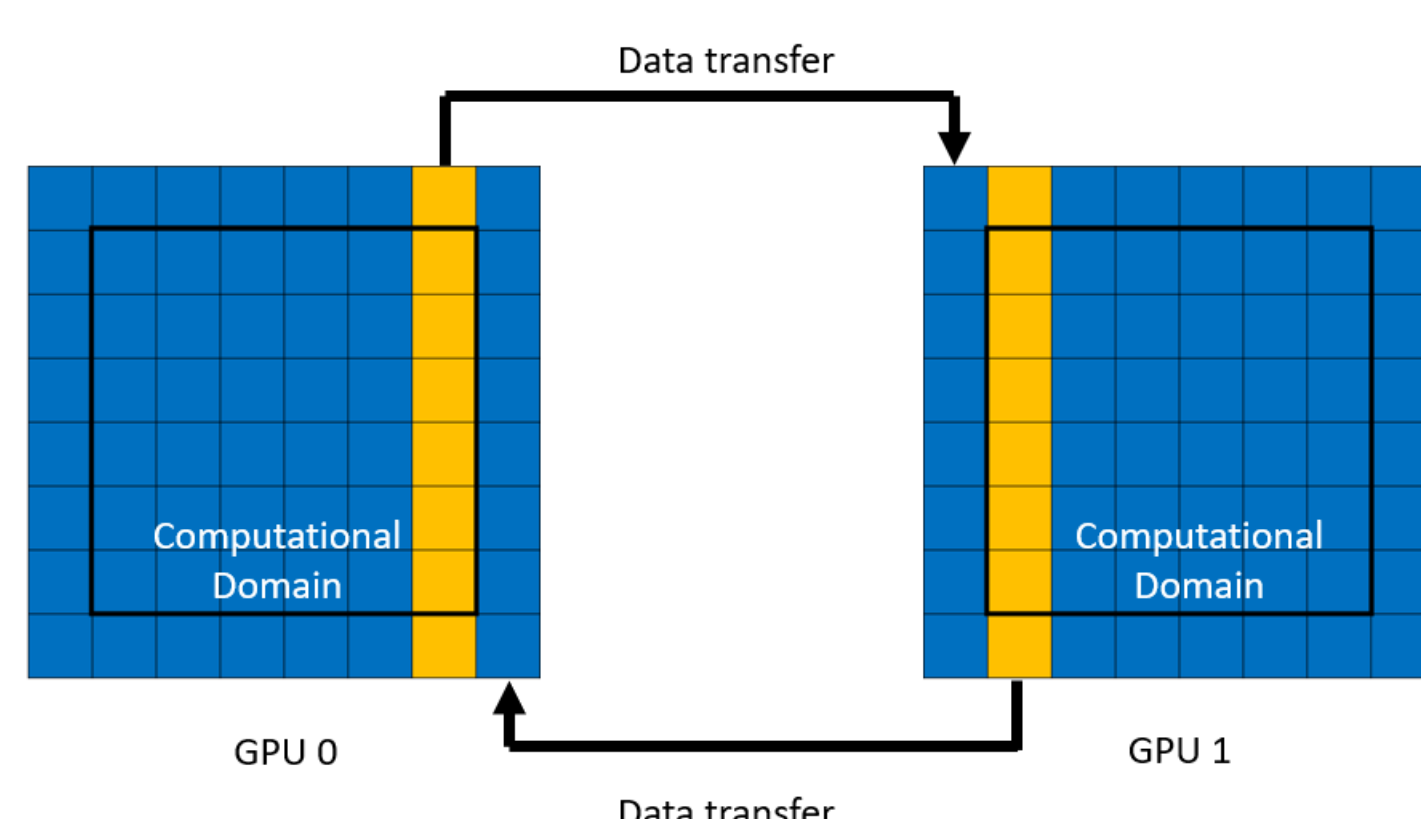 Data transfer
Computational
Domain
Computational
Domain
GPU 0
GPU 1
Data transfer